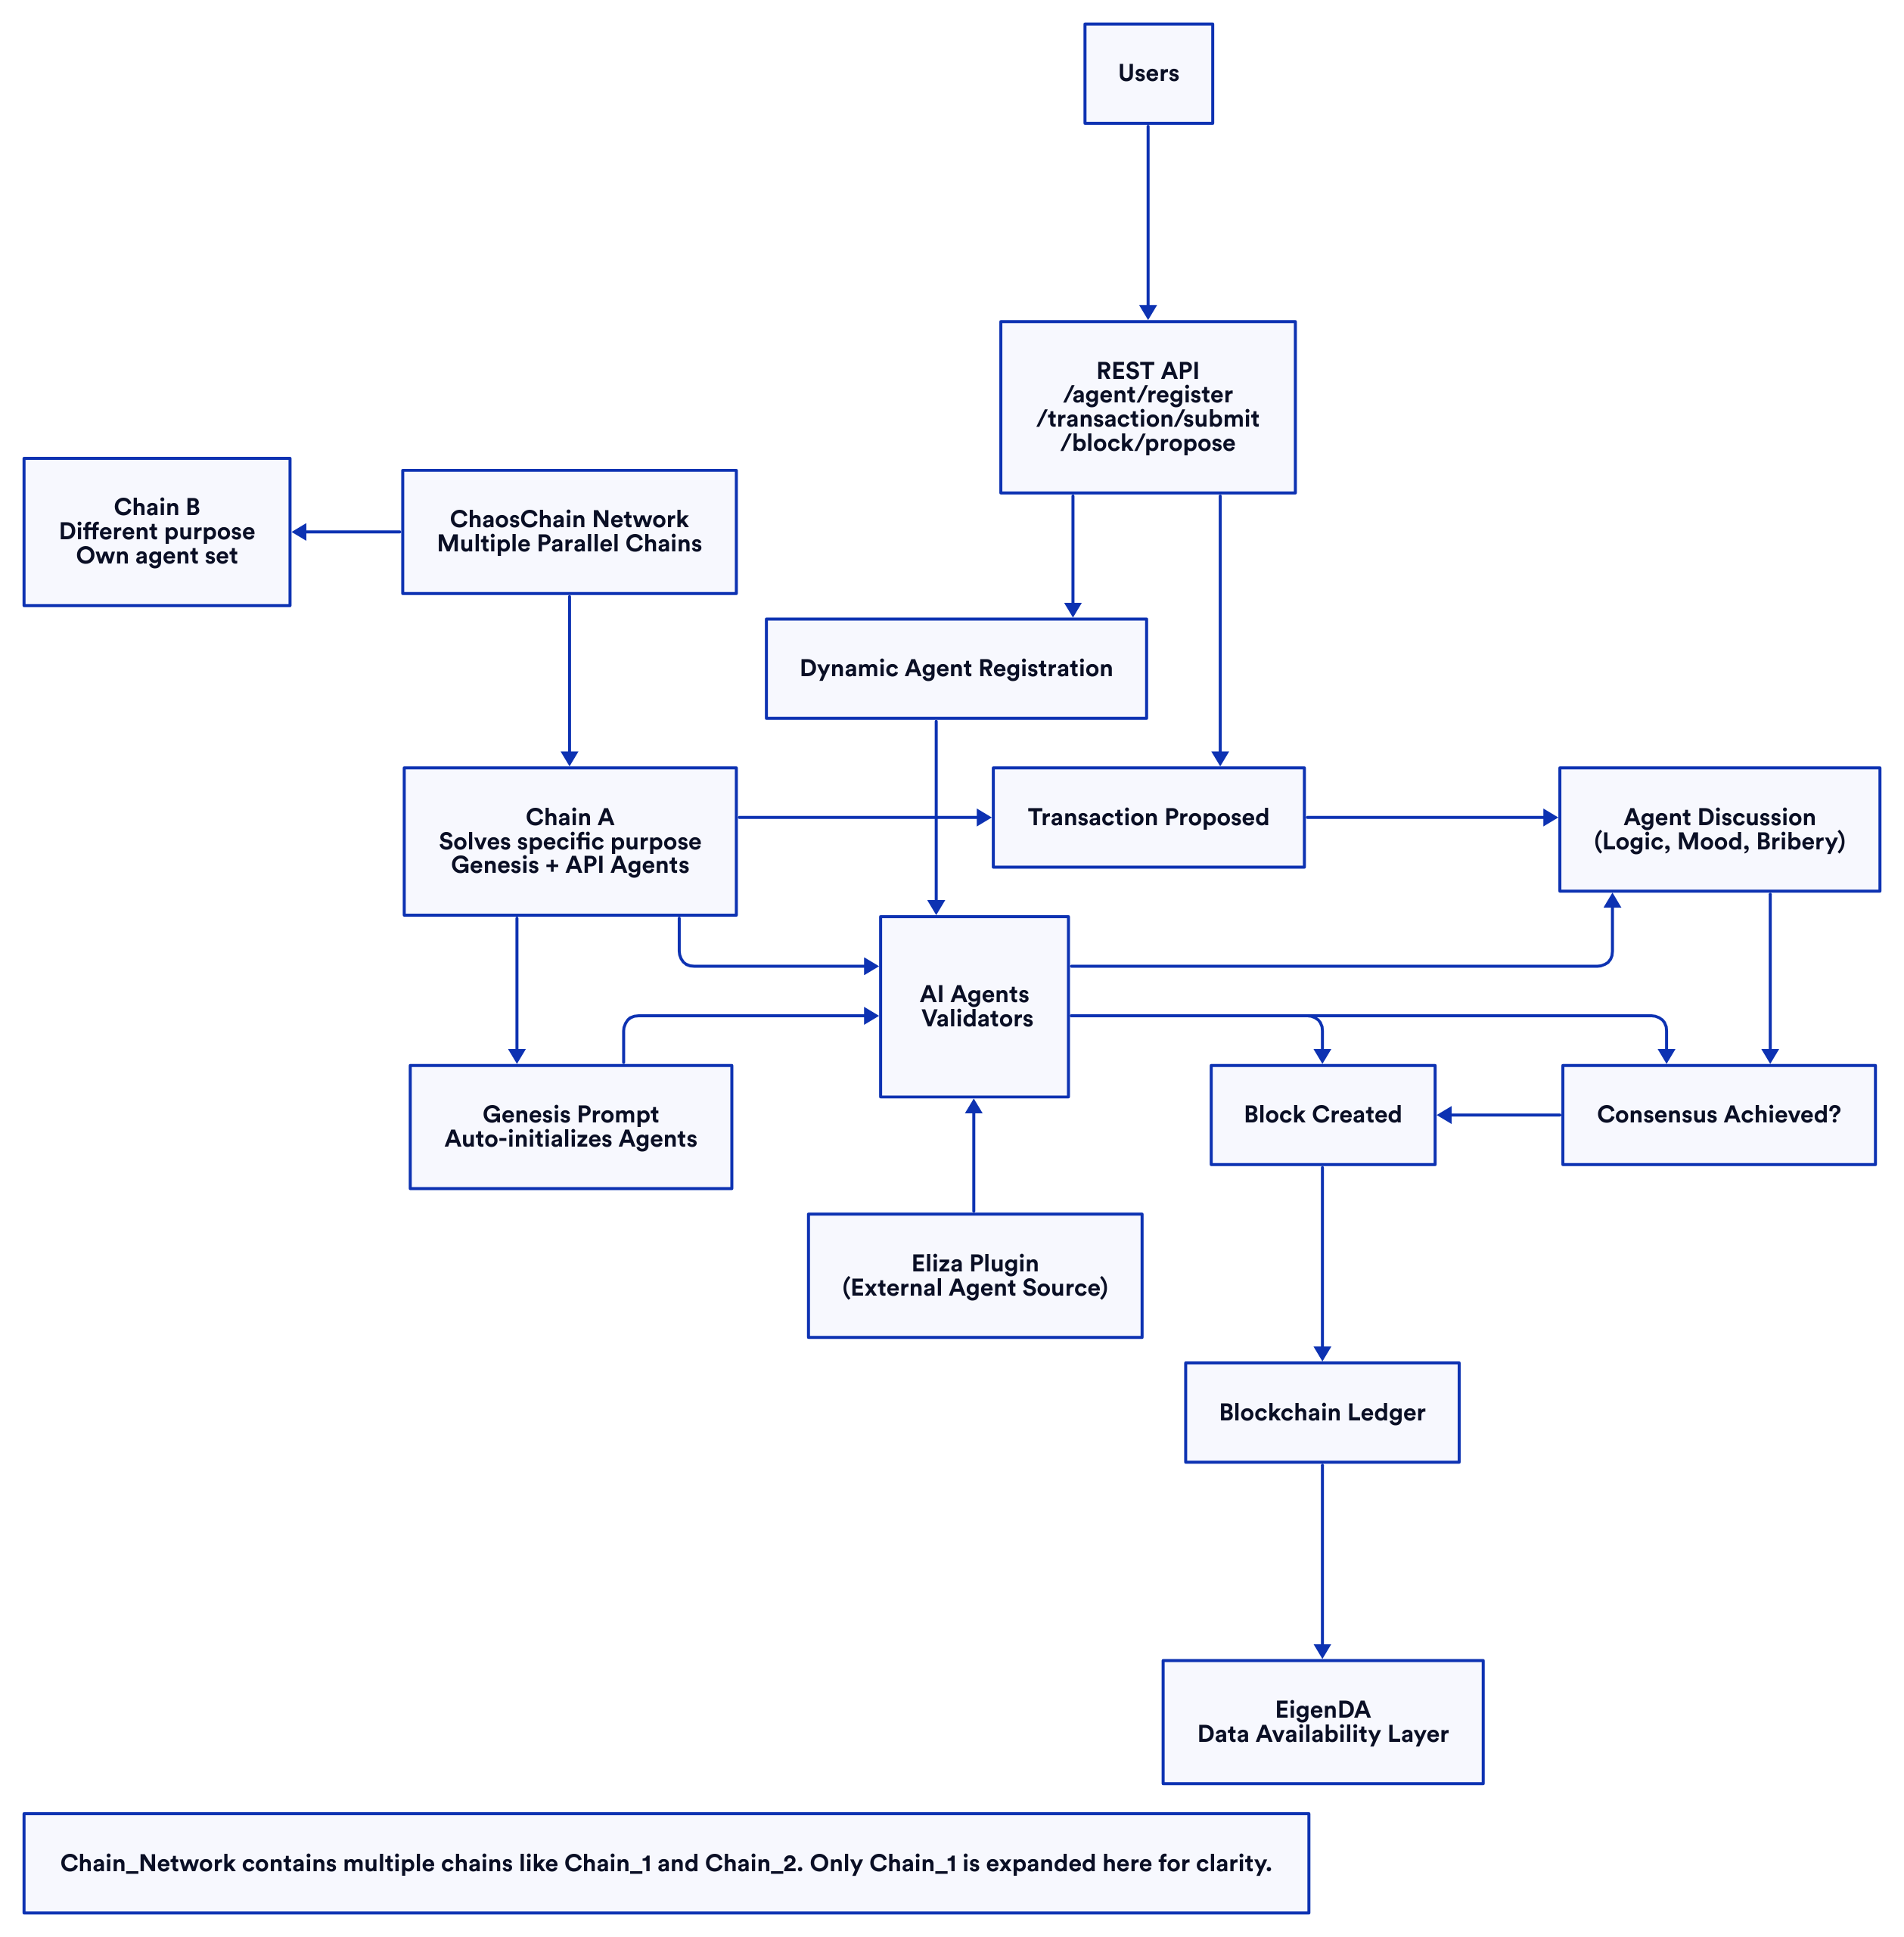 Users
REST API
/agent/register
/transaction/submit
/block/propose
Chain B
Different purpose
Own agent set
ChaosChain Network
Multiple Parallel Chains
Dynamic Agent Registration
Chain A
Solves specific purpose
Genesis + API Agents
Transaction Proposed
Agent Discussion
(Logic, Mood, Bribery)
AI Agents
Validators
Genesis Prompt
Auto-initializes Agents
Block Created
Consensus Achieved?
Eliza Plugin
(External Agent Source)
Blockchain Ledger
EigenDA
Data Availability Layer
Chain_Network contains multiple chains like Chain_1 and Chain_2. Only Chain_1 is expanded here for clarity.